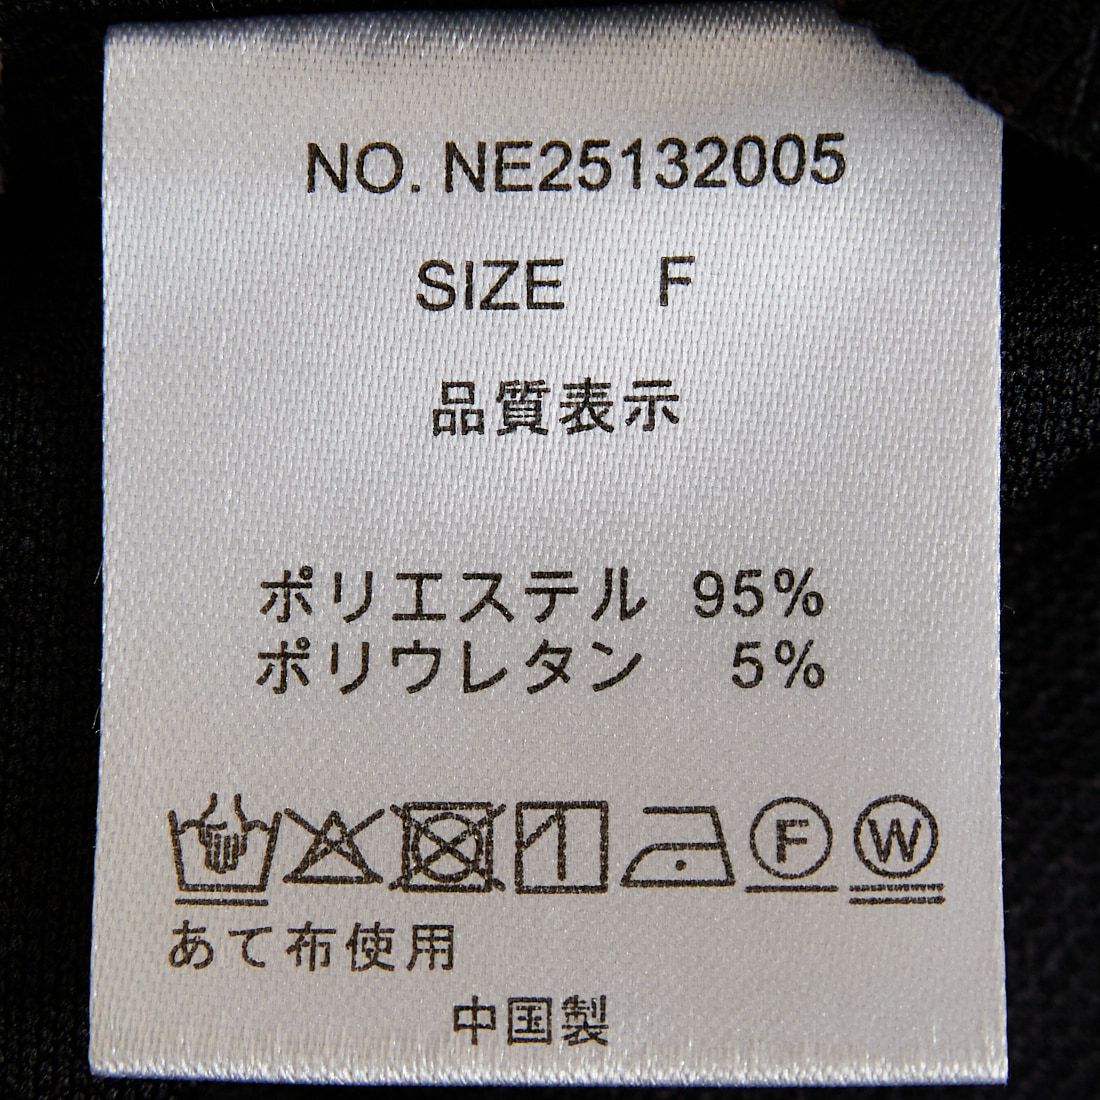 NO. NE25132005
SIZE F
品質表示
ポリエステル 95%
ポリウレタン 5%
F W
あて布使用
中国製